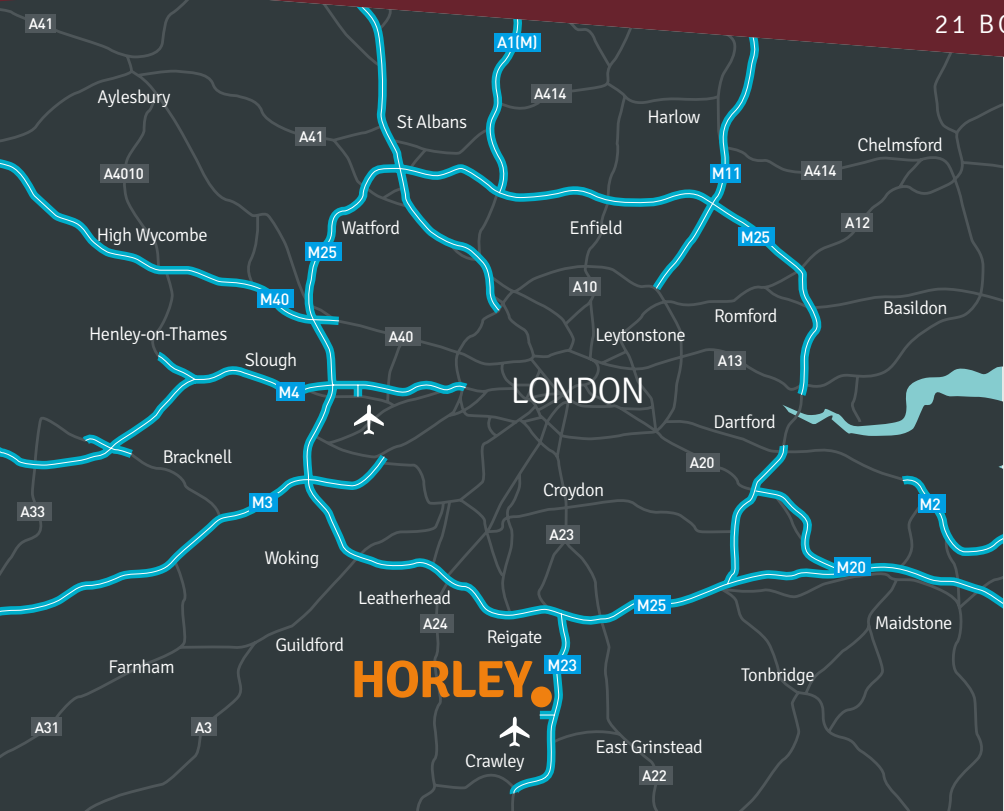 21 BO
A41
A1(M)
Aylesbury
A414
Harlow
St Albans
A41
Chelmsford
A4010
M11
A414
High Wycombe
Watford
Enfield
A12
M25
M25
M40
A10
Henley-on-Thames
A40
Leytonstone
Romford
Basildon
Slough
A13
M4
LONDON
Dartford
Bracknell
A20
Croydon
M3
M2
A33
A23
Woking
M20
Leatherhead
M25
A24
Maidstone
Reigate
Guildford
Farnham
HORLEY
M23
Tonbridge
A31
A3
Crawley
East Grinstead
A22